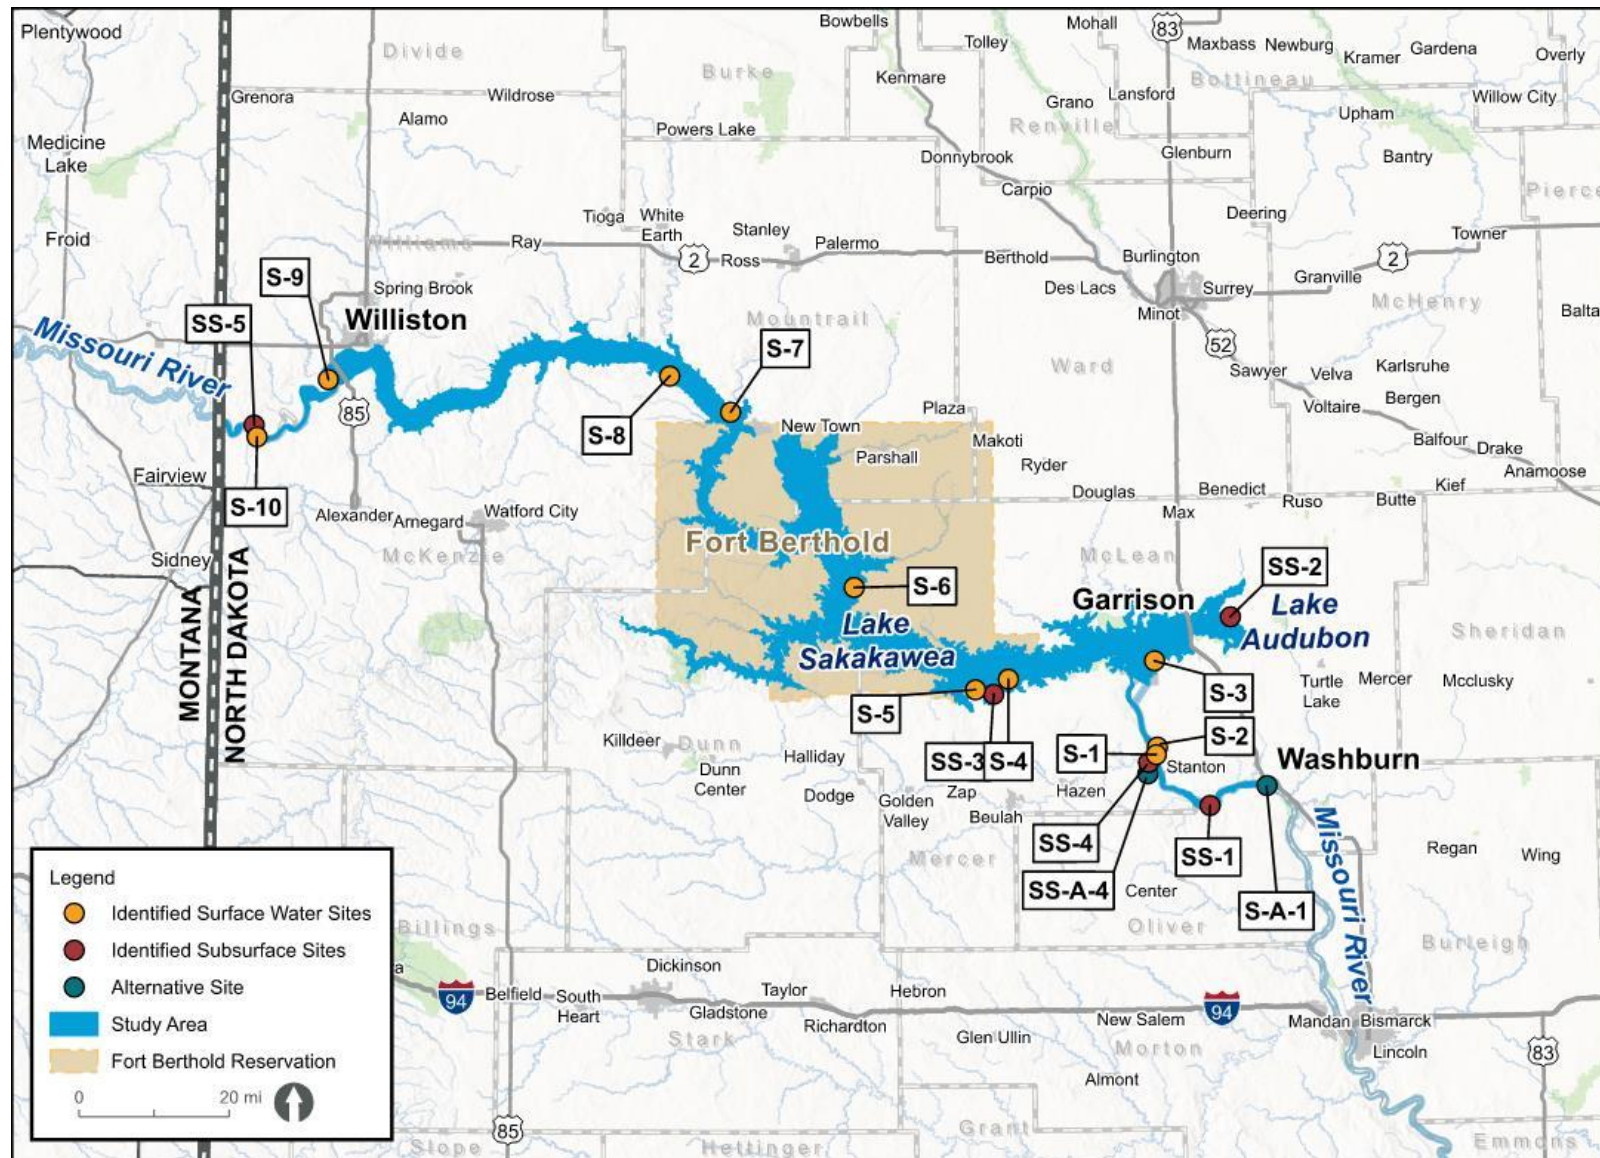 Plentywood
Divide
Bowbells
Mohall
83
Tolley
Maxbass
Newburg
Kramer
Gardena
Overly
Burke
Kenmare
Bottineau
Grenora
Wildrose
Grano
Lansford
Willow City
Alamo
Powers Lake
Renville
Upham
Medicine
Lake
Donnybrook
Glenburn
Bantry
Carpio
Pierce
Froid
Tioga
White
Earth
Stanley
Deering
Williams
Ray
2
Ross
Palermo
Berthold
Burlington
Towner
2
Granville
S-9
Spring Brook
Des Lacs
Surrey
McHenry
Minot
Balta
SS-5
Williston
Mountrail
52
Missouri River
S-7
Ward
Sawyer
Velva
Karlsruhe
Bergen
85
Plaza
Voltaire
S-8
New Town
Makoti
Balfour
Drake
Fairview
Parshall
Ryder
Anamoose
S-10
Alexander
Arnegard
Watford City
Douglas
Benedict
Ruso
Butte
Kief
Max
McKenzie
Fort Berthold
McLean
Sidney
MONTANA
NORTH DAKOTA
SS-2
S-6
Garrison
Lake
Audubon
Lake
Sakakawea
Sheridan
S-5
S-3
Turtle
Lake
Mercer
Mcclusky
Killdeer
Dunn
Halliday
SS-3
S-4
S-1
S-2
Stanton
Washburn
Dunn
Center
Dodge
Golden
Valley
Zap
Beulah
Hazen
SS-4
SS-1
Missouri River
Mercer
Regan
Wing
SS-A-4
Center
S-A-1
Oliver
Burleigh
Billings
a
Dickinson
94
Belfield
South
Heart
Gladstone
Taylor
Richardton
Hebron
Stark
Glen Ullin
New Salem
94
Mandan
Bismarck
Lincoln
83
Morton
Almont
85
Slope
Hettinger
Grant
Emmons
Legend
Identified Surface Water Sites
Identified Subsurface Sites
Alternative Site
Study Area
Fort Berthold Reservation
0
20 mi